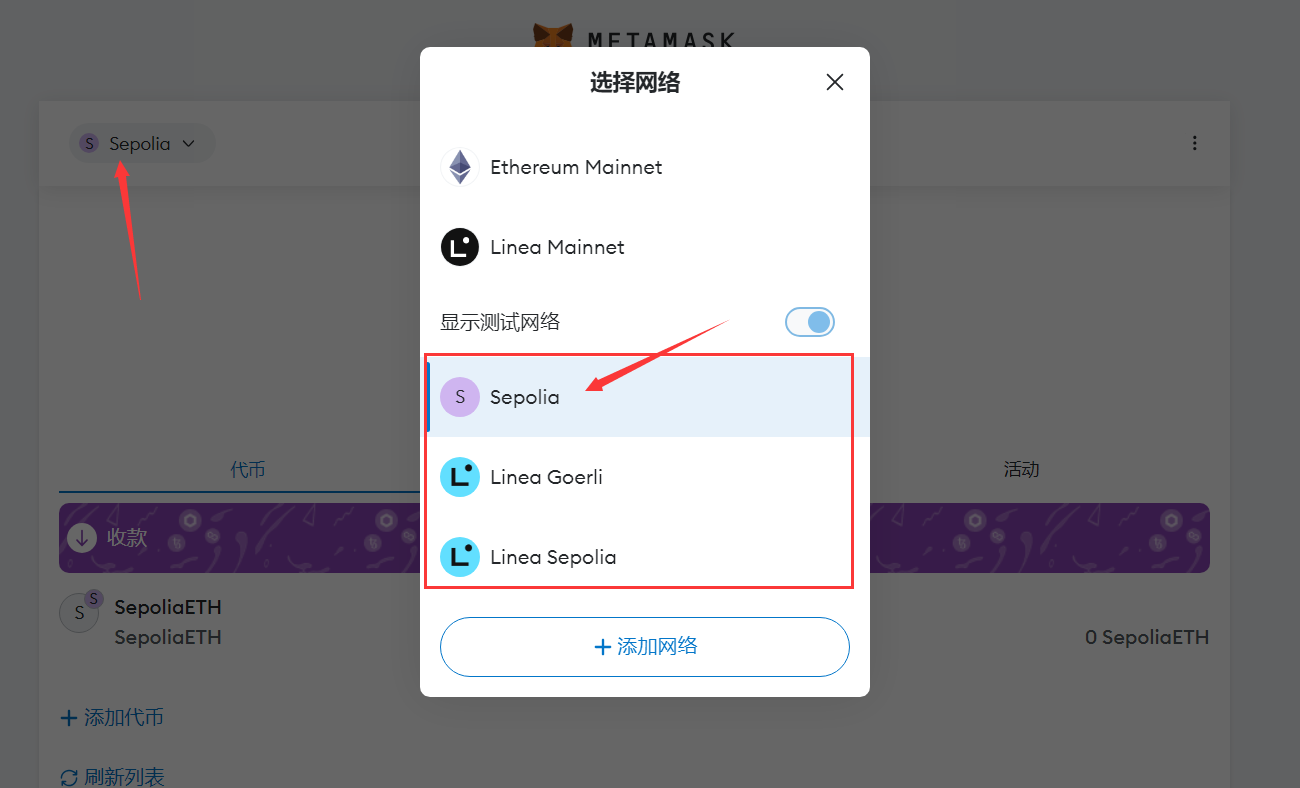 METAMASK
选择网络
S Sepolia
Ethereum Mainnet
Linea Mainnet
显示测试网络
S Sepolia
Linea Goerli
Linea Sepolia
添加网络
代币
活动
收款
S
S
SepoliaETH
SepoliaETH
0 SepoliaETH
添加代币
刷新列表